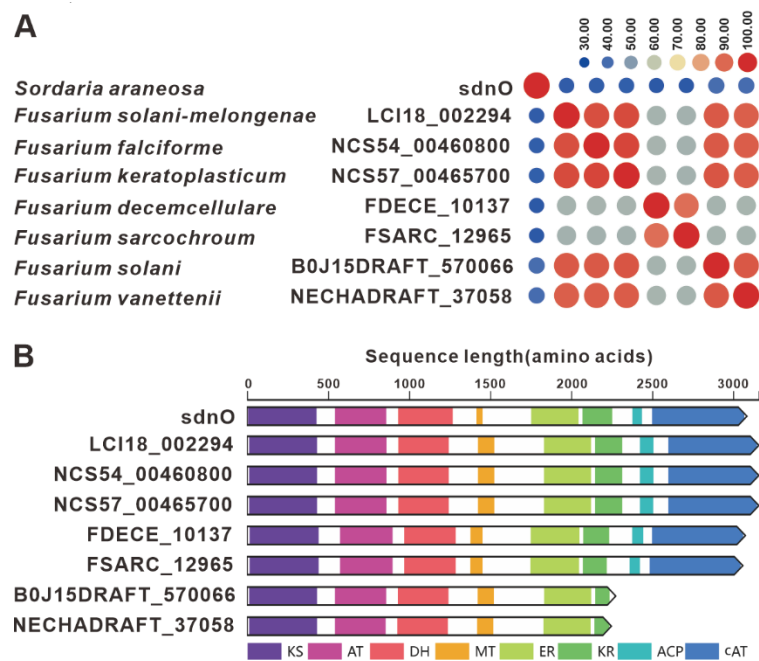 A
30.00 40.00 50.00 60.00 70.00 80.00 90.00 100.00
Sordaria araneosa sdnO
Fusarium solani-melongenae LCI18_002294
Fusarium falciforme NCS54_00460800
Fusarium keratoplasticum NCS57_00465700
Fusarium decemcellulare FDECE_10137
Fusarium sarcochroum FSARC_12965
Fusarium solani B0J15DRAFT_570066
Fusarium vanettenii NECHADRAFT_37058
B
Sequence length(amino acids)
0 500 1000 1500 2000 2500 3000
sdnO
LCI18_002294
NCS54_00460800
NCS57_00465700
FDECE_10137
FSARC_12965
B0J15DRAFT_570066
NECHADRAFT_37058
KS AT DH MT ER KR ACP cAT